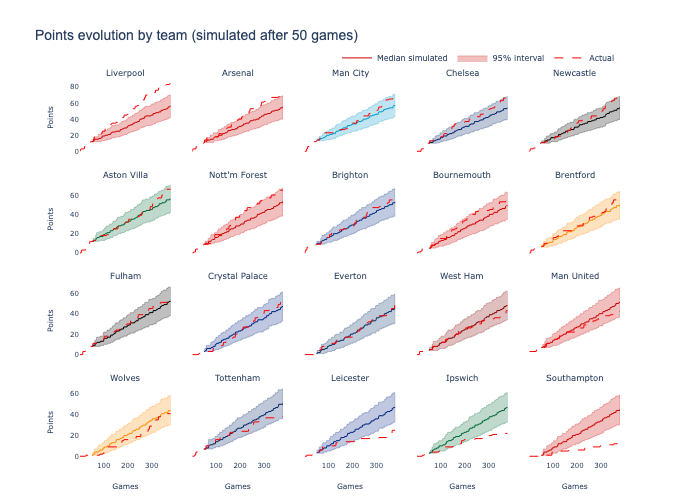 Points evolution by team (simulated after 50 games)
Median simulated 95% interval Actual
Liverpool Arsenal Man City Chelsea Newcastle
80
60
40
20
0
Points
Aston Villa Nott'm Forest Brighton Bournemouth Brentford
60
40
20
0
Points
Fulham Crystal Palace Everton West Ham Man United
60
40
20
0
Points
Wolves Tottenham Leicester Ipswich Southampton
60
40
20
0
Points
100 200 300 100 200 300 100 200 300 100 200 300 100 200 300
Games Games Games Games Games